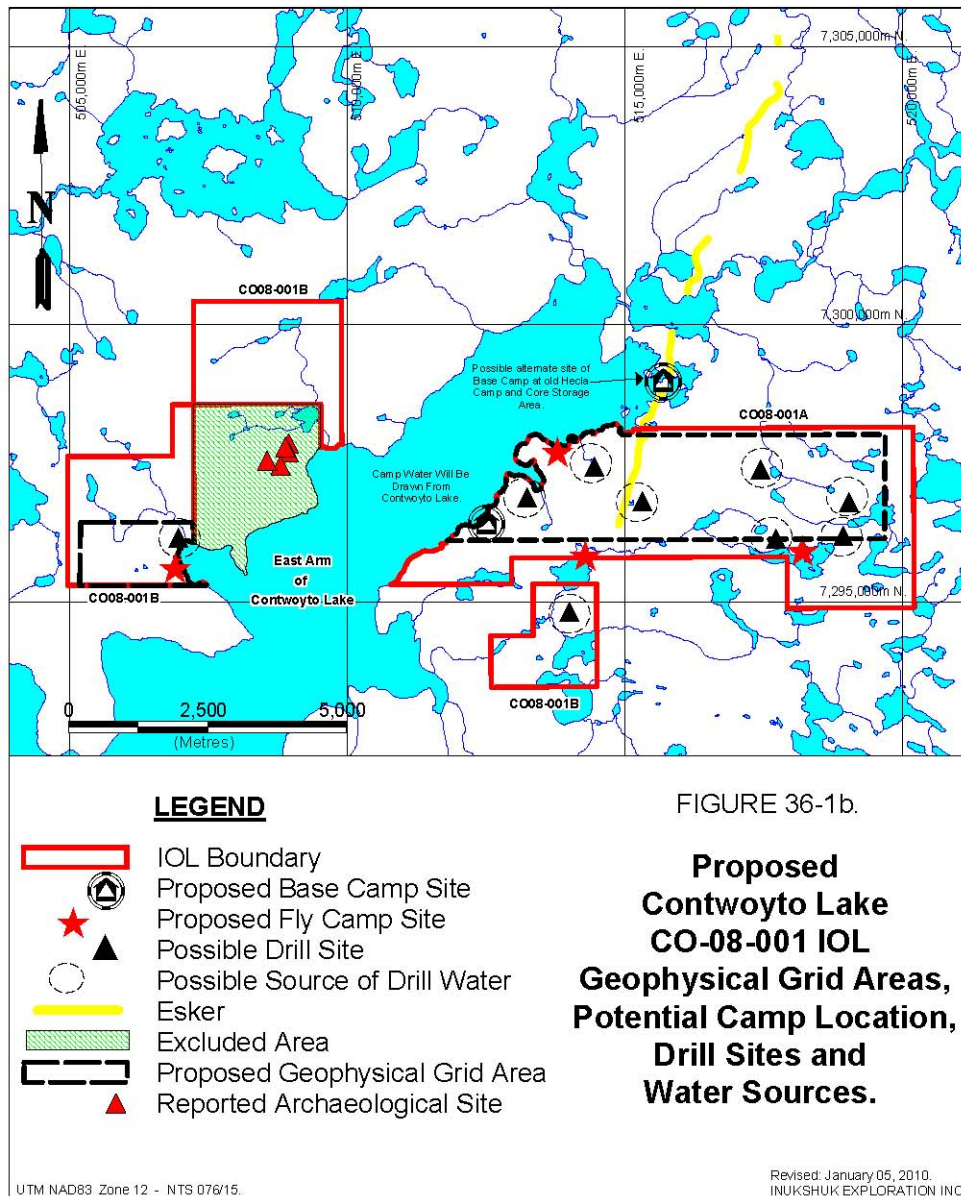 7,305,000m N.
505,000m E.
510,000m E.
515,000m E.
520,000m E.
N
CO08-001B
7,300,000m N.
Possible alternate site of
Base Camp at old Hecla
Camp and Core Storage
Area.
CO08-001A
Camp Water Will Be
Drawn From
Contwoyto Lake.
East Arm
of
Contwoyto Lake
CO08-001B
7,295,000m N.
CO08-001B
0 2,500 5,000
(Metres)
LEGEND
IOL Boundary
Proposed Base Camp Site
Proposed Fly Camp Site
Possible Drill Site
Possible Source of Drill Water
Esker
Excluded Area
Proposed Geophysical Grid Area
Reported Archaeological Site
FIGURE 36-1b.
Proposed
Contwoyto Lake
CO-08-001 IOL
Geophysical Grid Areas,
Potential Camp Location,
Drill Sites and
Water Sources.
UTM NAD83 Zone 12 - NTS 076/15.
Revised: January 05, 2010.
INUKSHUK EXPLORATION INC